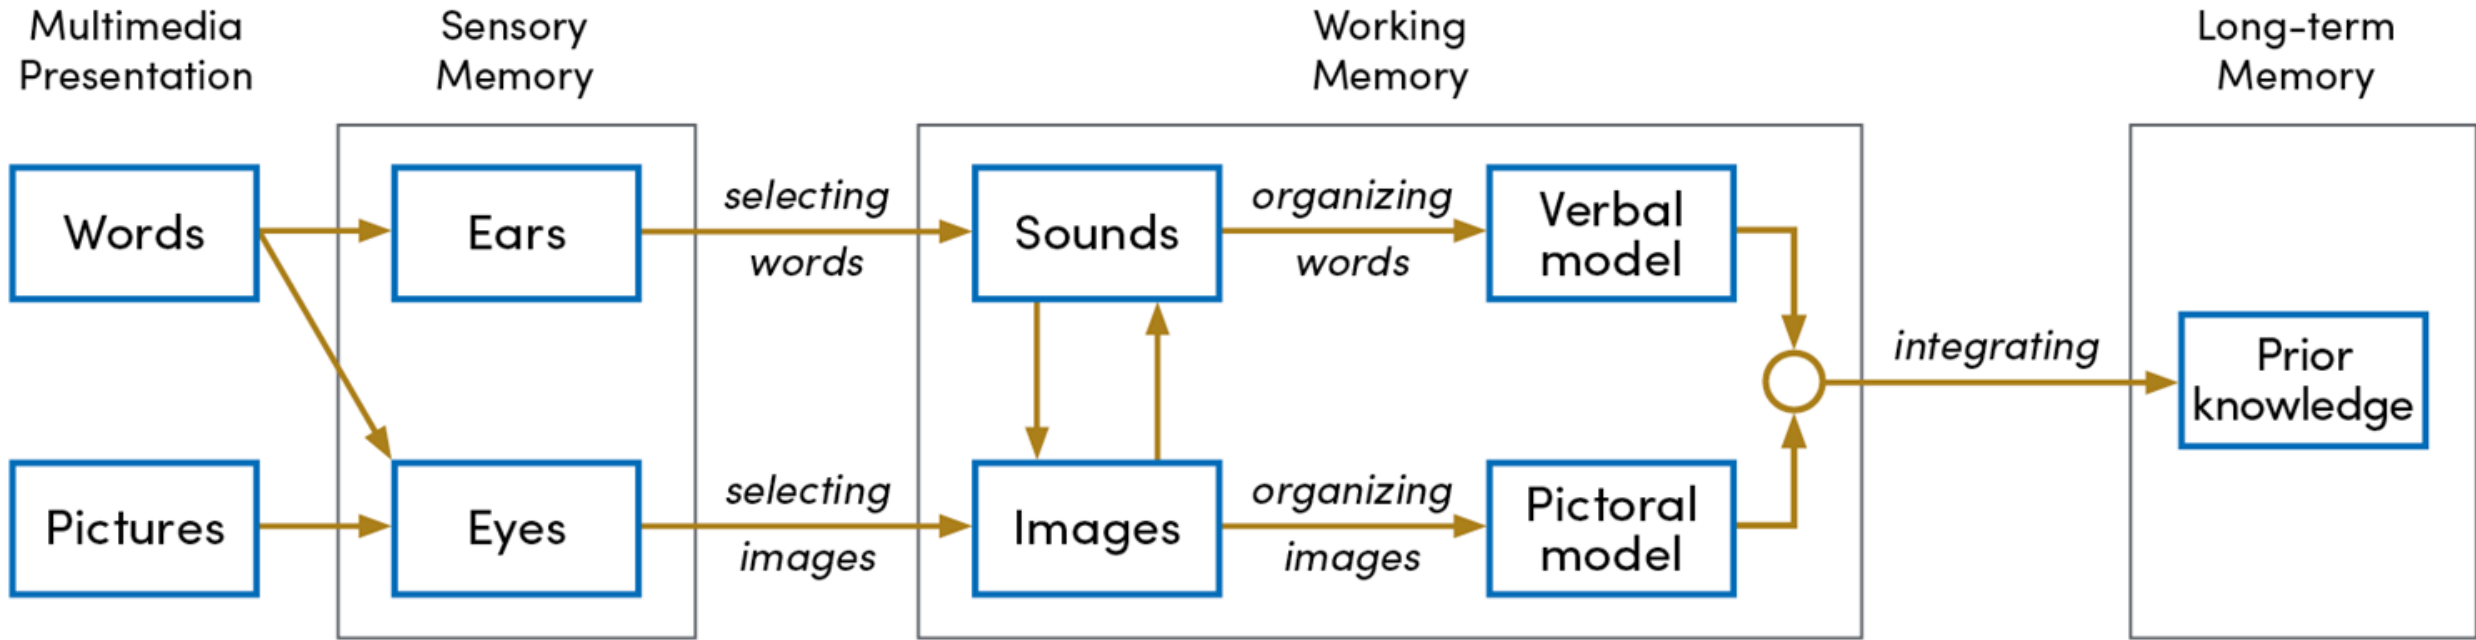 Multimedia
Presentation
Sensory
Memory
Working
Memory
Long-term
Memory
Words
Ears
selecting
words
Sounds
organizing
words
Verbal
model
integrating
Prior
knowledge
Pictures
Eyes
selecting
images
Images
organizing
images
Pictoral
model